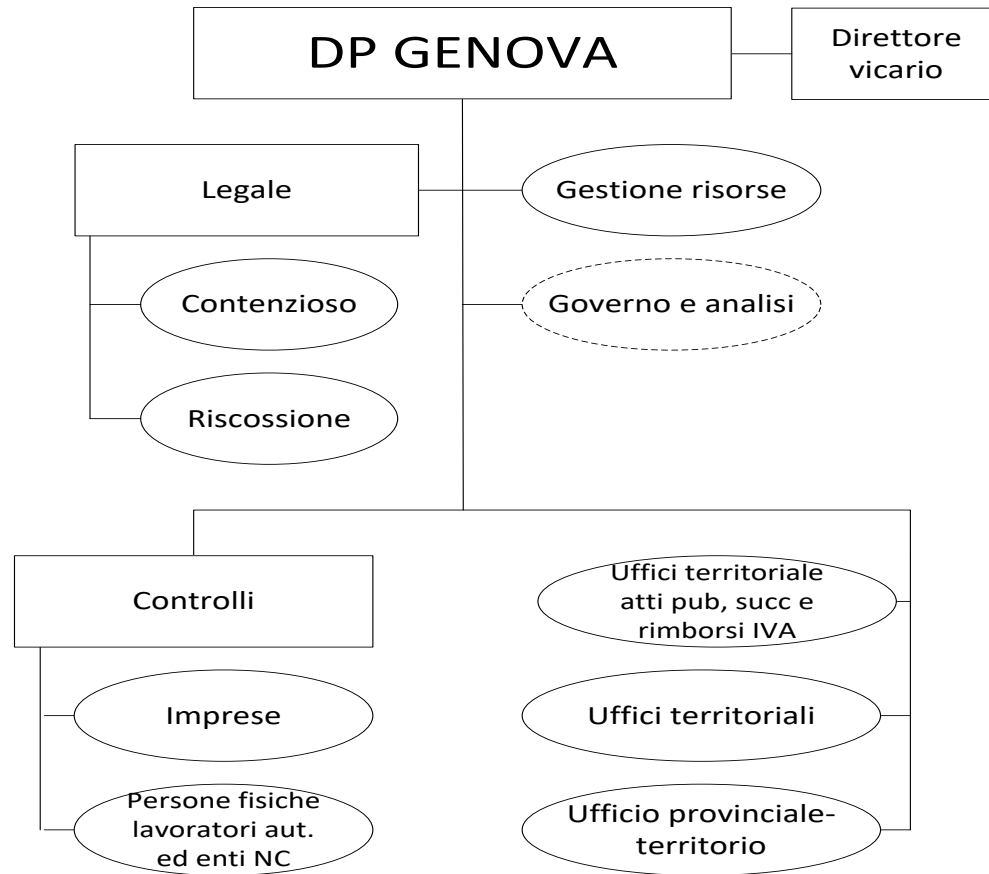 DP GENOVA
Direttore
vicario
Legale
Gestione risorse
Contenzioso
Governo e analisi
Riscossione
Controlli
Uffici territoriale
atti pub, succ e
rimborsi IVA
Imprese
Uffici territoriali
Persone fisiche
lavoratori aut.
ed enti NC
Ufficio provinciale-
territorio